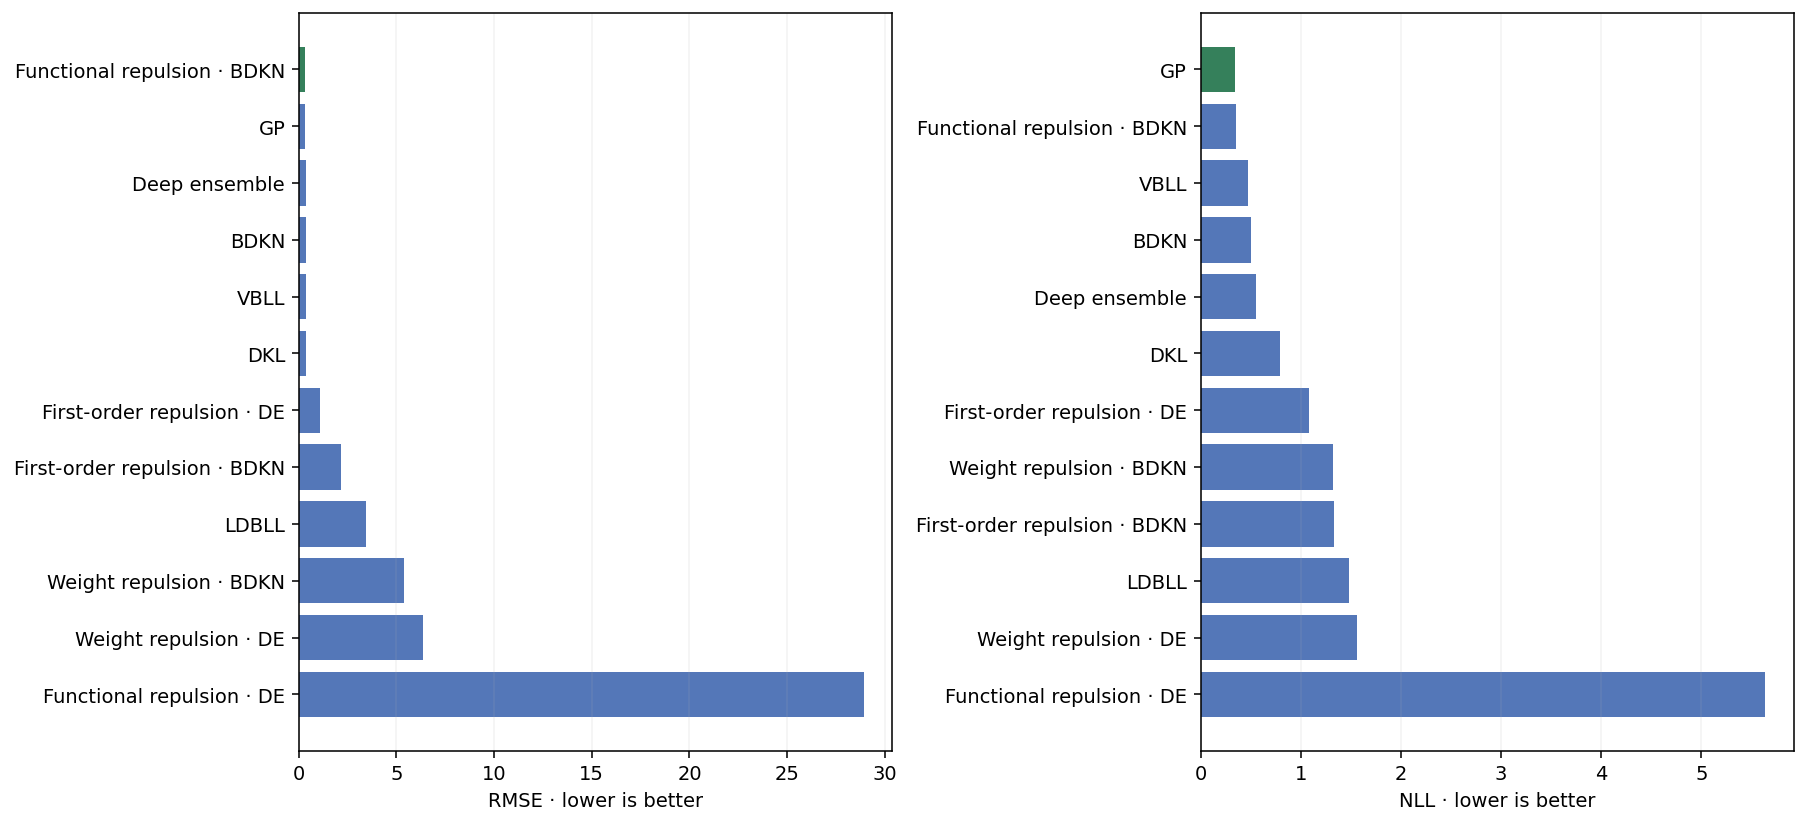 Functional repulsion · BDKN
GP
Deep ensemble
BDKN
VBLL
DKL
First-order repulsion · DE
First-order repulsion · BDKN
LDBLL
Weight repulsion · BDKN
Weight repulsion · DE
Functional repulsion · DE
0 5 10 15 20 25 30
RMSE · lower is better
GP
Functional repulsion · BDKN
VBLL
BDKN
Deep ensemble
DKL
First-order repulsion · DE
Weight repulsion · BDKN
First-order repulsion · BDKN
LDBLL
Weight repulsion · DE
Functional repulsion · DE
0 1 2 3 4 5
NLL · lower is better